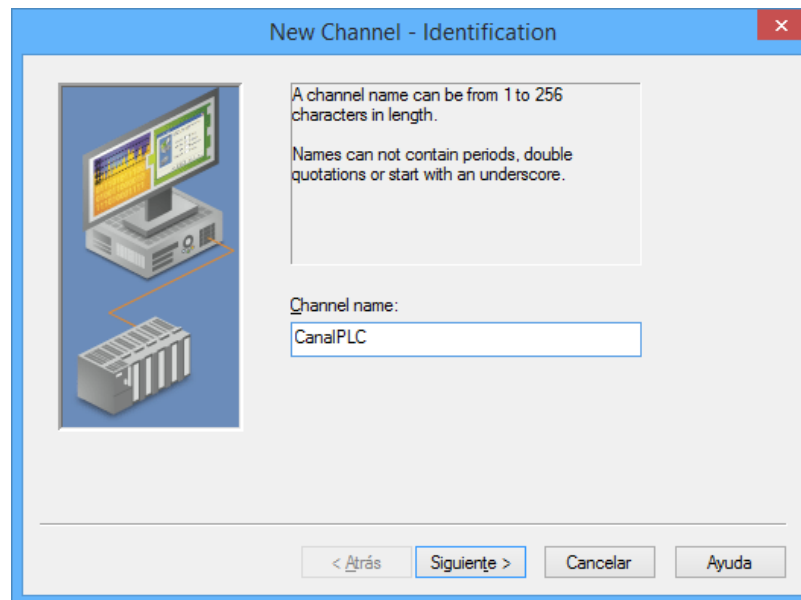 New Channel - Identification
A channel name can be from 1 to 256
characters in length.
Names can not contain periods, double
quotations or start with an underscore.
Channel name:
CanalPLC
< Atrás
Siguiente >
Cancelar
Ayuda